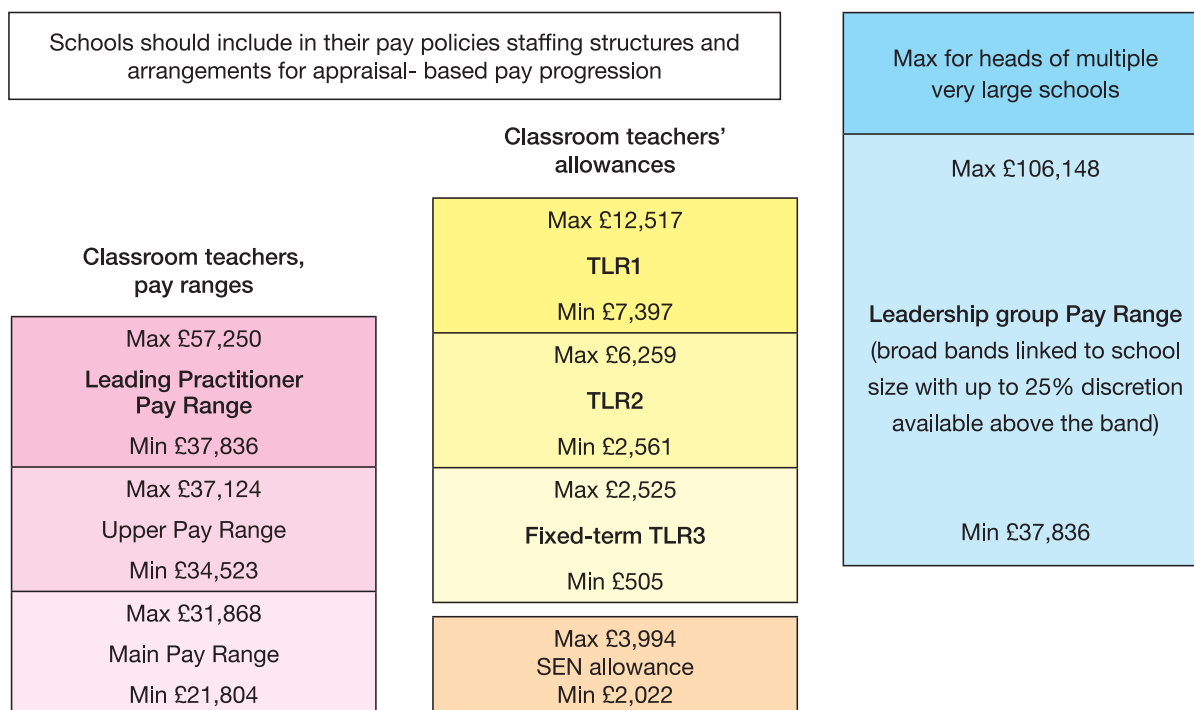 Schools should include in their pay policies staffing structures and
arrangements for appraisal- based pay progression
Classroom teachers,
pay ranges
Max £57,250
Leading Practitioner
Pay Range
Min £37,836
Max £37,124
Upper Pay Range
Min £34,523
Max £31,868
Main Pay Range
Min £21,804
Classroom teachers’
allowances
Max £12,517
TLR1
Min £7,397
Max £6,259
TLR2
Min £2,561
Max £2,525
Fixed-term TLR3
Min £505
Max £3,994
SEN allowance
Min £2,022
Max for heads of multiple
very large schools
Max £106,148
Leadership group Pay Range
(broad bands linked to school
size with up to 25% discretion
available above the band)
Min £37,836